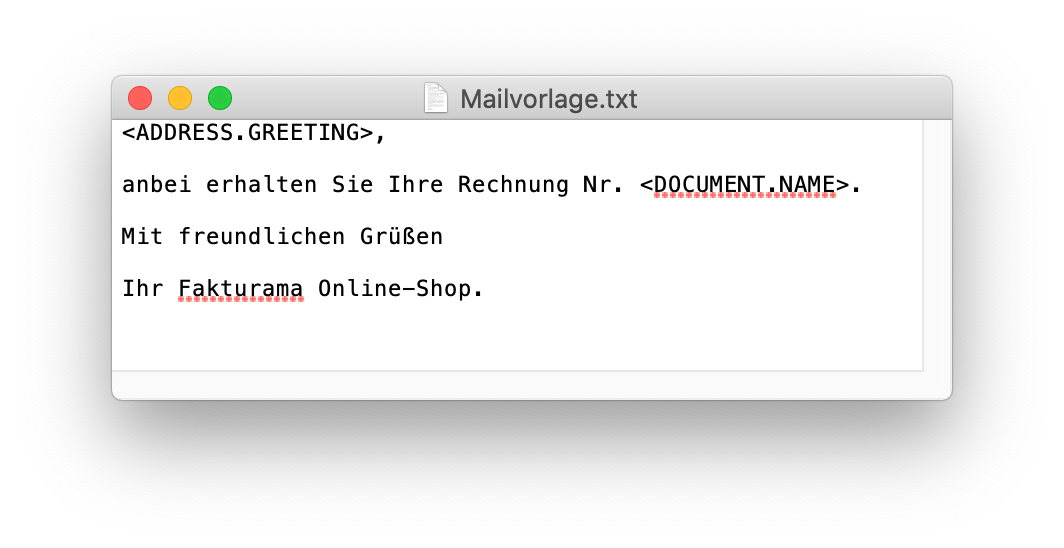 Mailvorlage.txt
<ADDRESS.GREETING>,
anbei erhalten Sie Ihre Rechnung Nr. <DOCUMENT.NAME>.
Mit freundlichen Grüßen
Ihr Fakturama Online-Shop.